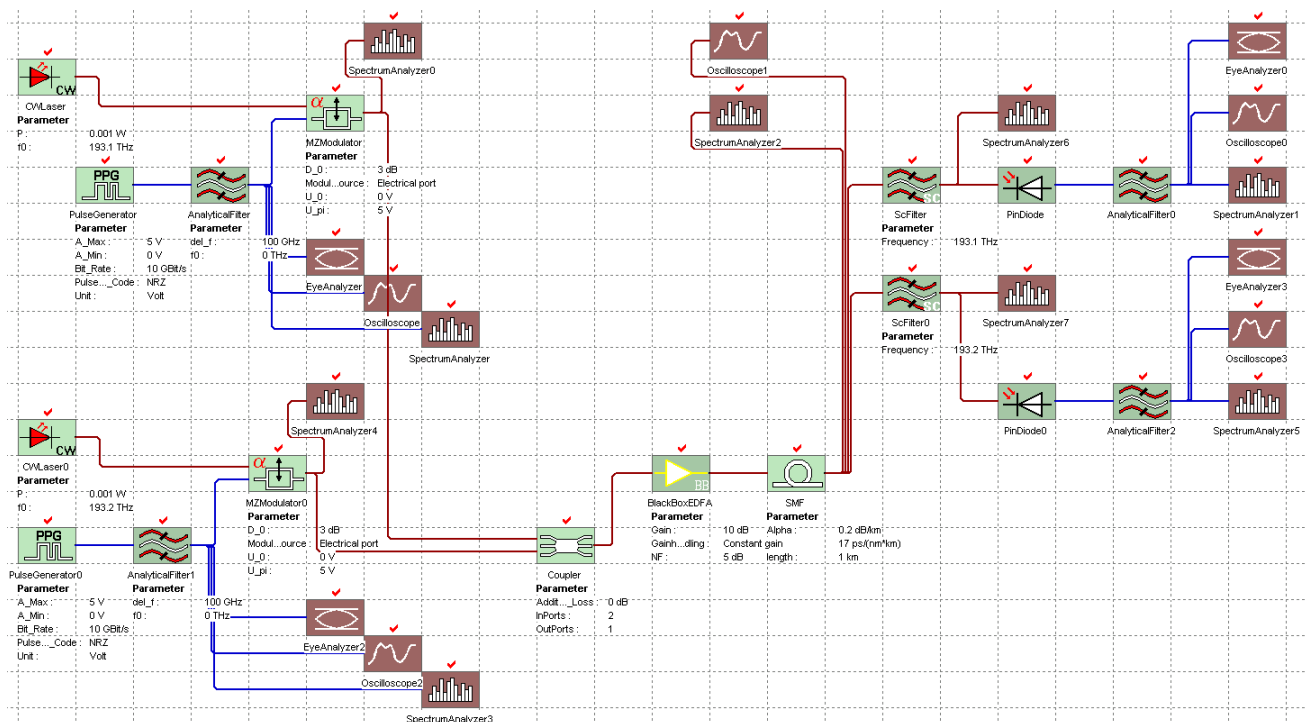 SpectrumAnalyzer0
CW
CWLaser
Parameter
P : 0.001 W
f0 : 193.1 THz
α
MZModulator
Parameter
D_0 : 3 dB
Modul...ource : Electrical port
U_0 : 0 V
U_pi : 5 V
PPG
PulseGenerator
Parameter
A_Max : 5 V
A_Min : 0 V
Bit_Rate : 10 GBit/s
Pulse..._Code : NRZ
Unit : Volt
AnalyticalFilter
Parameter
del_f : 100 GHz
f0 : 0 THz
EyeAnalyzer
Oscilloscope
SpectrumAnalyzer
Oscilloscope1
SpectrumAnalyzer2
SC
ScFilter
Parameter
Frequency : 193.1 THz
SpectrumAnalyzer6
PinDiode
AnalyticalFilter0
EyeAnalyzer0
Oscilloscope0
SpectrumAnalyzer1
SC
ScFilter0
Parameter
Frequency : 193.2 THz
SpectrumAnalyzer7
PinDiode0
AnalyticalFilter2
EyeAnalyzer3
Oscilloscope3
SpectrumAnalyzer5
SpectrumAnalyzer4
CW
CWLaser0
Parameter
P : 0.001 W
f0 : 193.2 THz
α
MZModulator0
Parameter
D_0 : 3 dB
Modul...ource : Electrical port
U_0 : 0 V
U_pi : 5 V
PPG
PulseGenerator0
Parameter
A_Max : 5 V
A_Min : 0 V
Bit_Rate : 10 GBit/s
Pulse..._Code : NRZ
Unit : Volt
AnalyticalFilter1
Parameter
del_f : 100 GHz
f0 : 0 THz
EyeAnalyzer2
Oscilloscope2
SpectrumAnalyzer3
Coupler
Parameter
Addit..._Loss : 0 dB
InPorts : 2
OutPorts : 1
BB
BlackBoxEDFA
Parameter
Gain : 10 dB
Gainh...dling : Constant gain
NF : 5 dB
SMF
Parameter
Alpha : 0.2 dB/km
17 ps/(nm*km)
length : 1 km